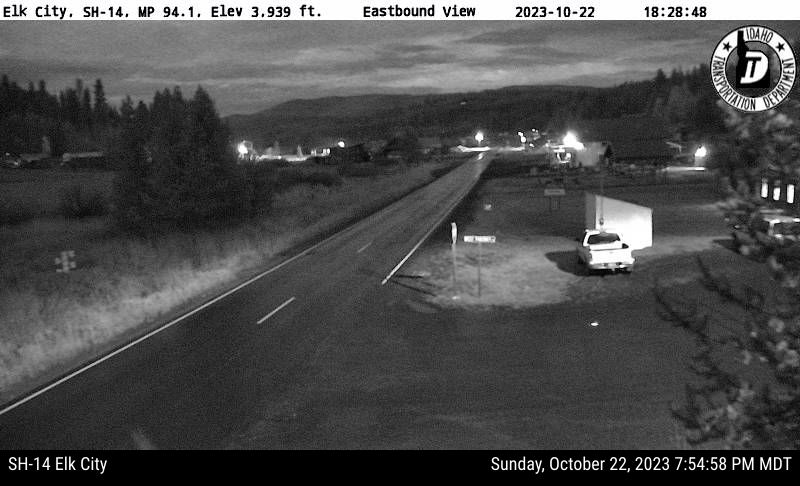 Elk City, SH-14, MP 94.1, Elev 3,939 ft. Eastbound View 2023-10-22 18:28:48
IDAHO
TRANSPORTATION DEPARTMENT
SH-14 Elk City Sunday, October 22, 2023 7:54:58 PM MDT